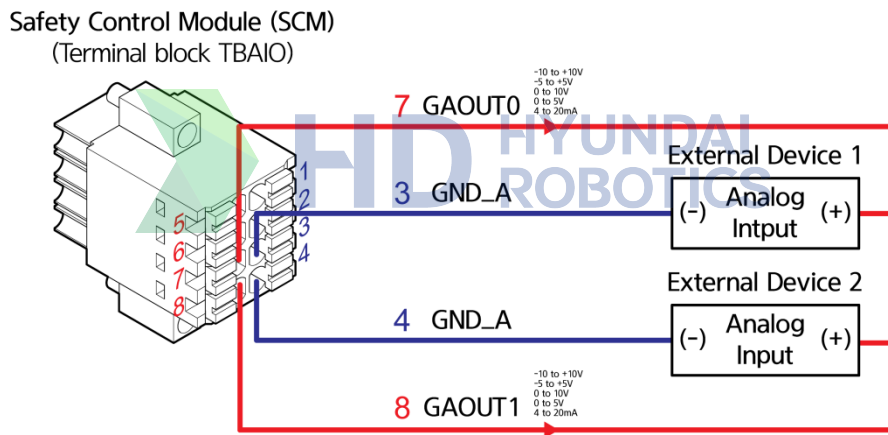 Safety Control Module (SCM)
(Terminal block TBAIO)
7 GAOUT0
-10 to +10V
-5 to +5V
0 to 10V
0 to 5V
4 to 20mA
HD HYUNDAI
ROBOTICS
1
2
3
4
5
6
7
8
3 GND_A
External Device 1
(-) Analog (+)
Intput
External Device 2
4 GND_A
(-) Analog (+)
Input
8 GAOUT1
-10 to +10V
-5 to +5V
0 to 10V
0 to 5V
4 to 20mA